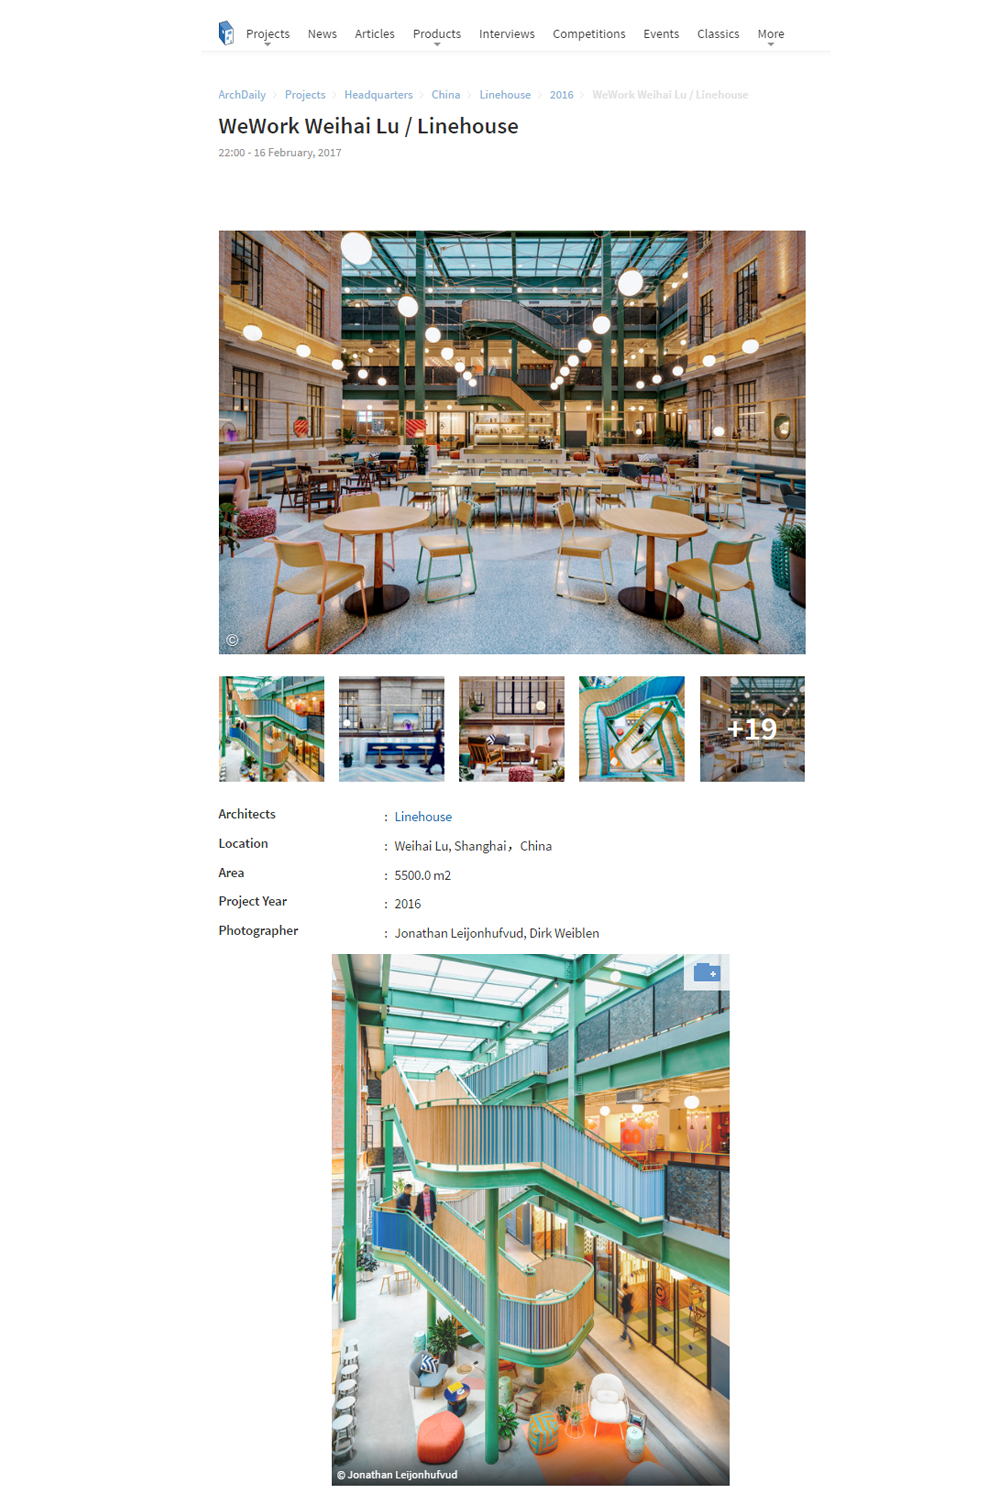 Projects News Articles Products Interviews Competitions Events Classics More
ArchDaily Projects Headquarters China Linehouse 2016 WeWork Weihai Lu / Linehouse
WeWork Weihai Lu / Linehouse
22:00 - 16 February, 2017
©
+19
Architects : Linehouse
Location : Weihai Lu, Shanghai，China
Area : 5500.0 m2
Project Year : 2016
Photographer : Jonathan Leijonhufvud, Dirk Weiblen
© Jonathan Leijonhufvud